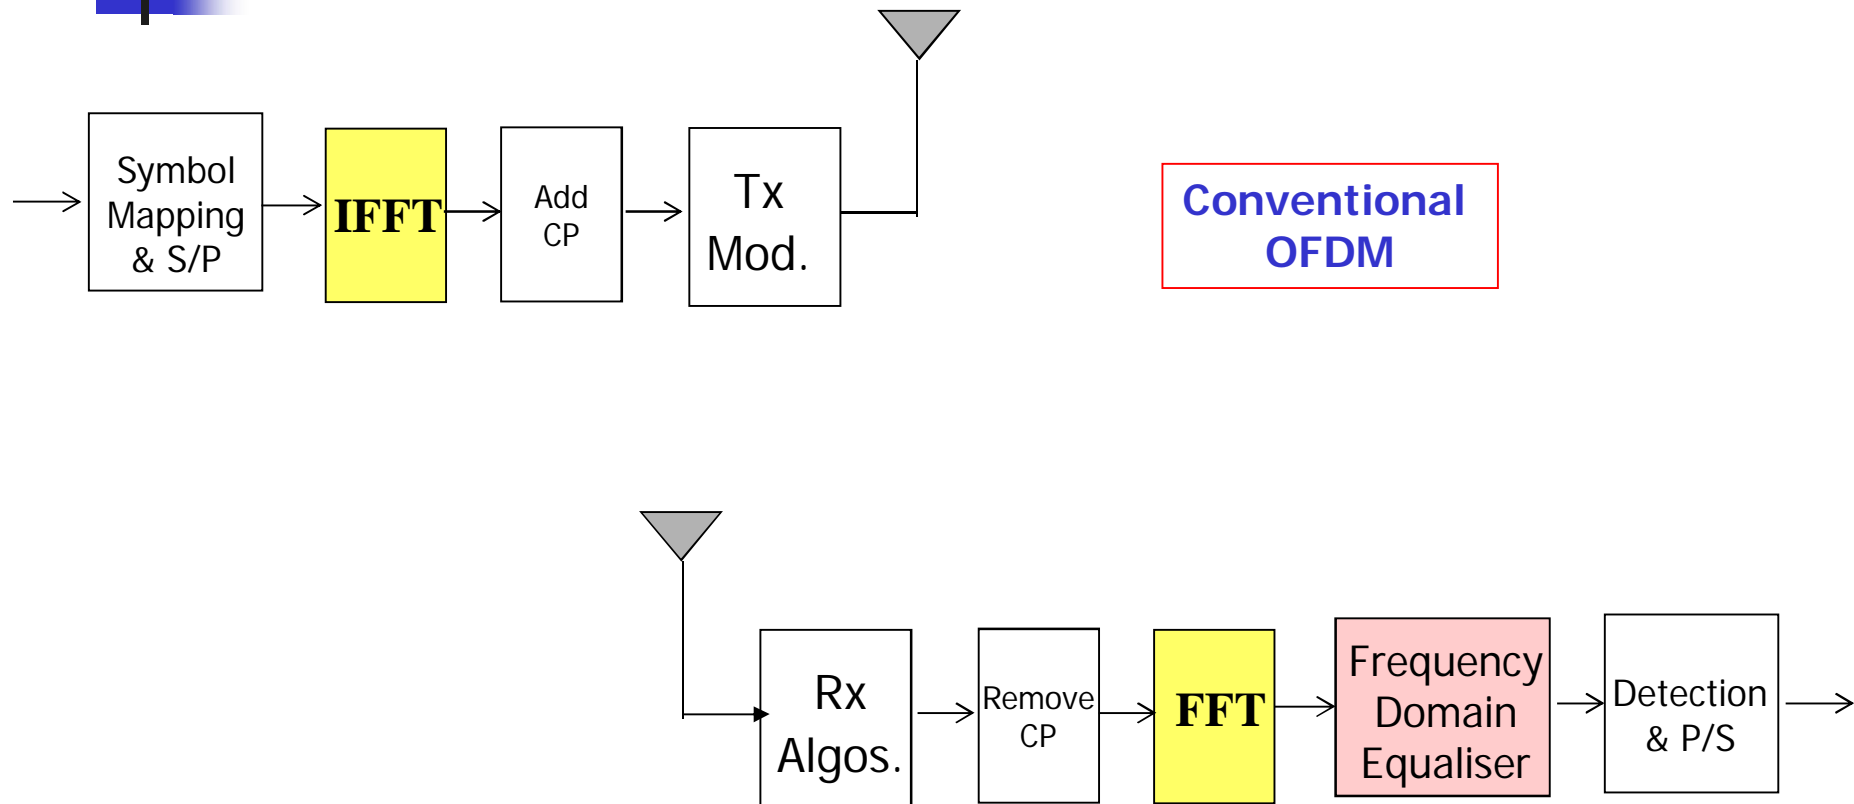 Symbol
Mapping
& S/P
IFFT
Add
CP
Tx
Mod.
Conventional
OFDM
Rx
Algos.
Remove
CP
FFT
Frequency
Domain
Equaliser
Detection
& P/S